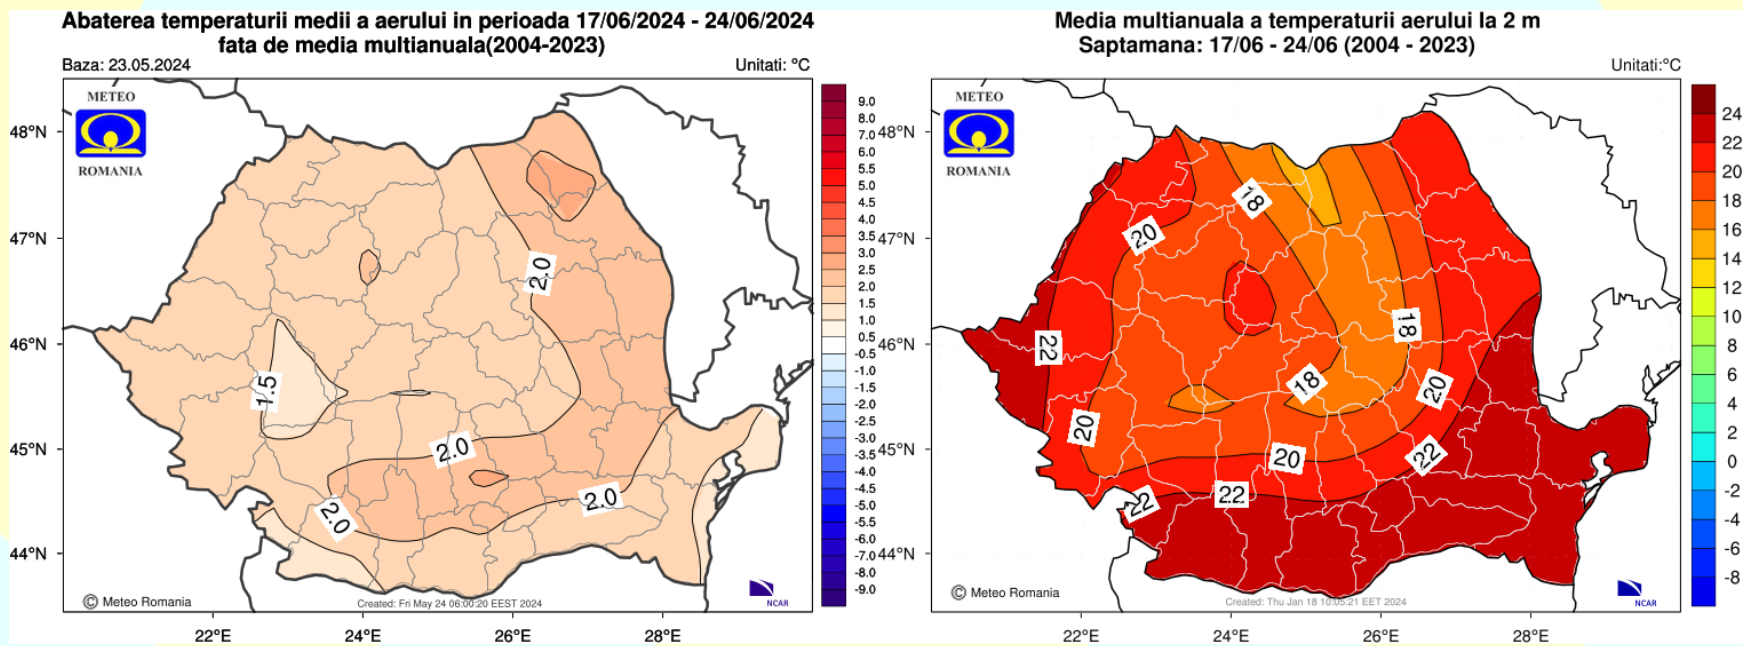 Abaterea temperaturii medii a aerului in perioada 17/06/2024 - 24/06/2024
fata de media multianuala(2004-2023)
Baza: 23.05.2024
Unitati: °C
METEO
ROMANIA
48°N
47°N
46°N
45°N
44°N
22°E
24°E
26°E
28°E
2.0
1.5
2.0
2.0
2.0
© Meteo Romania
Created: Fri May 24 06:00:20 EEST 2024
NCAR
9.0
8.0
7.0
6.0
5.5
5.0
4.5
4.0
3.5
3.0
2.5
2.0
1.5
1.0
0.5
-0.5
-1.0
-1.5
-2.0
-2.5
-3.0
-3.5
-4.0
-4.5
-5.0
-5.5
-6.0
-7.0
-8.0
-9.0
Media multianuala a temperaturii aerului la 2 m
Saptamana: 17/06 - 24/06 (2004 - 2023)
Unitati:°C
METEO
ROMANIA
48°N
47°N
46°N
45°N
44°N
22°E
24°E
26°E
28°E
18
20
18
22
18
20
20
20
22
22
22
© Meteo Romania
Created: Thu Jan 18 10:05:21 EET 2024
NCAR
24
22
20
18
16
14
12
10
8
6
4
2
0
-2
-4
-6
-8